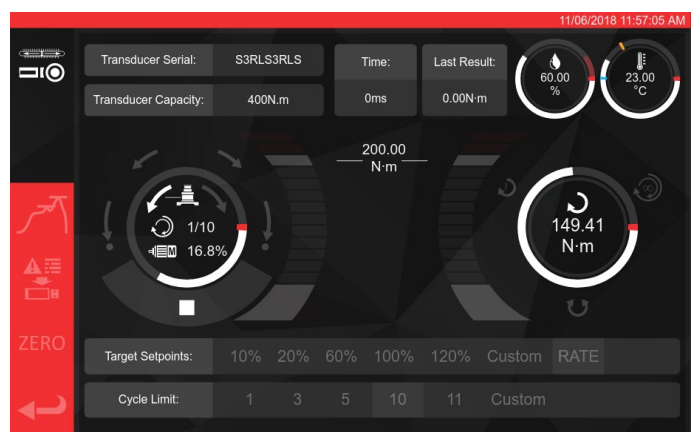 11/06/2018 11:57:05 AM
Transducer Serial: S3RLS3RLS
Time:
Last Result:
Transducer Capacity: 400N.m
0ms
0.00N·m
60.00
%
23.00
°C
200.00
N·m
1/10
M 16.8%
149.41
N·m
ZERO
Target Setpoints: 10% 20% 60% 100% 120% Custom RATE
Cycle Limit: 1 3 5 10 11 Custom